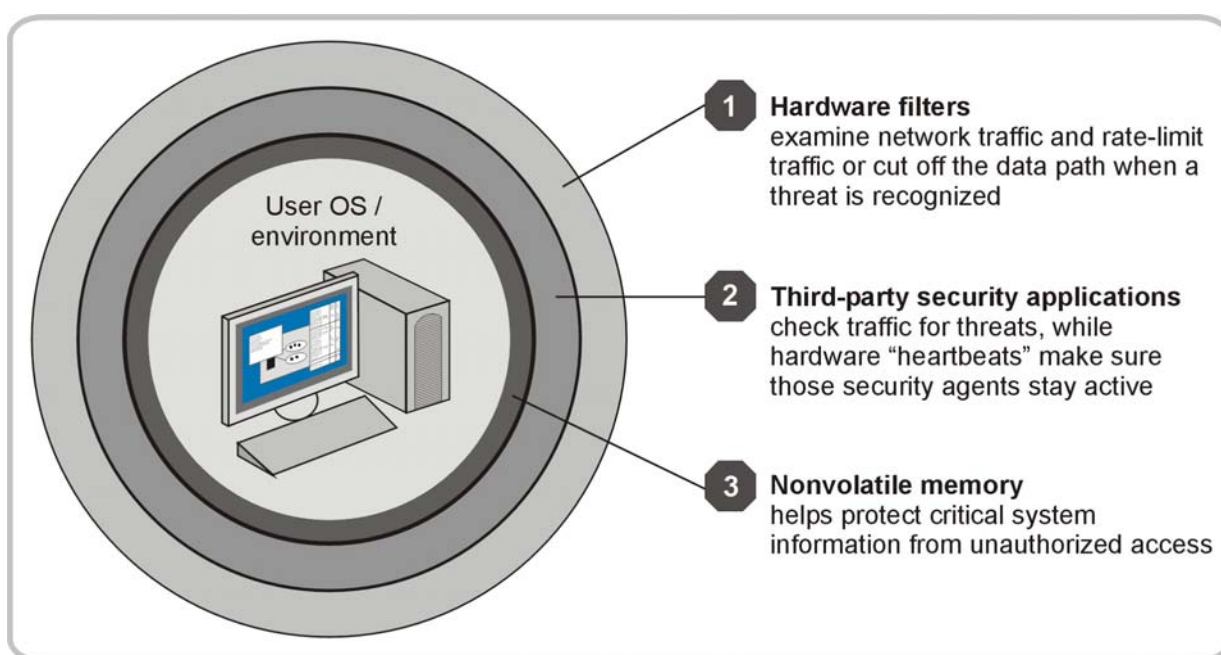 User OS /
environment
1
Hardware filters
examine network traffic and rate-limit
traffic or cut off the data path when a
threat is recognized
2
Third-party security applications
check traffic for threats, while
hardware “heartbeats” make sure
those security agents stay active
3
Nonvolatile memory
helps protect critical system
information from unauthorized access